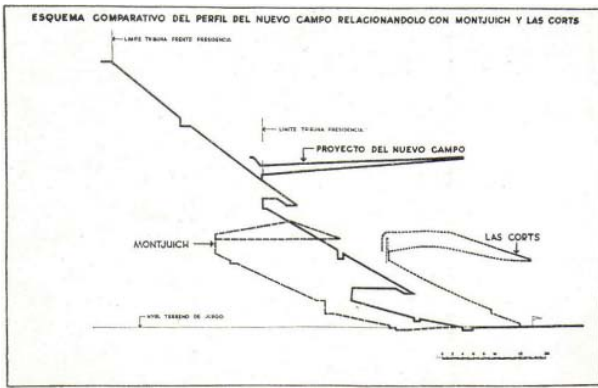 ESQUEMA COMPARATIVO DEL PERFIL DEL NUEVO CAMPO RELACIONANDOLO CON MONTJUICH Y LAS CORTS
LIMITE TRIBUNA FRENTE PRESIDENCIA
LIMITE TRIBUNA PRESIDENCIA
PROYECTO DEL NUEVO CAMPO
MONTJUICH
LAS CORTS
NIVEL TERRENO DE JUEGO